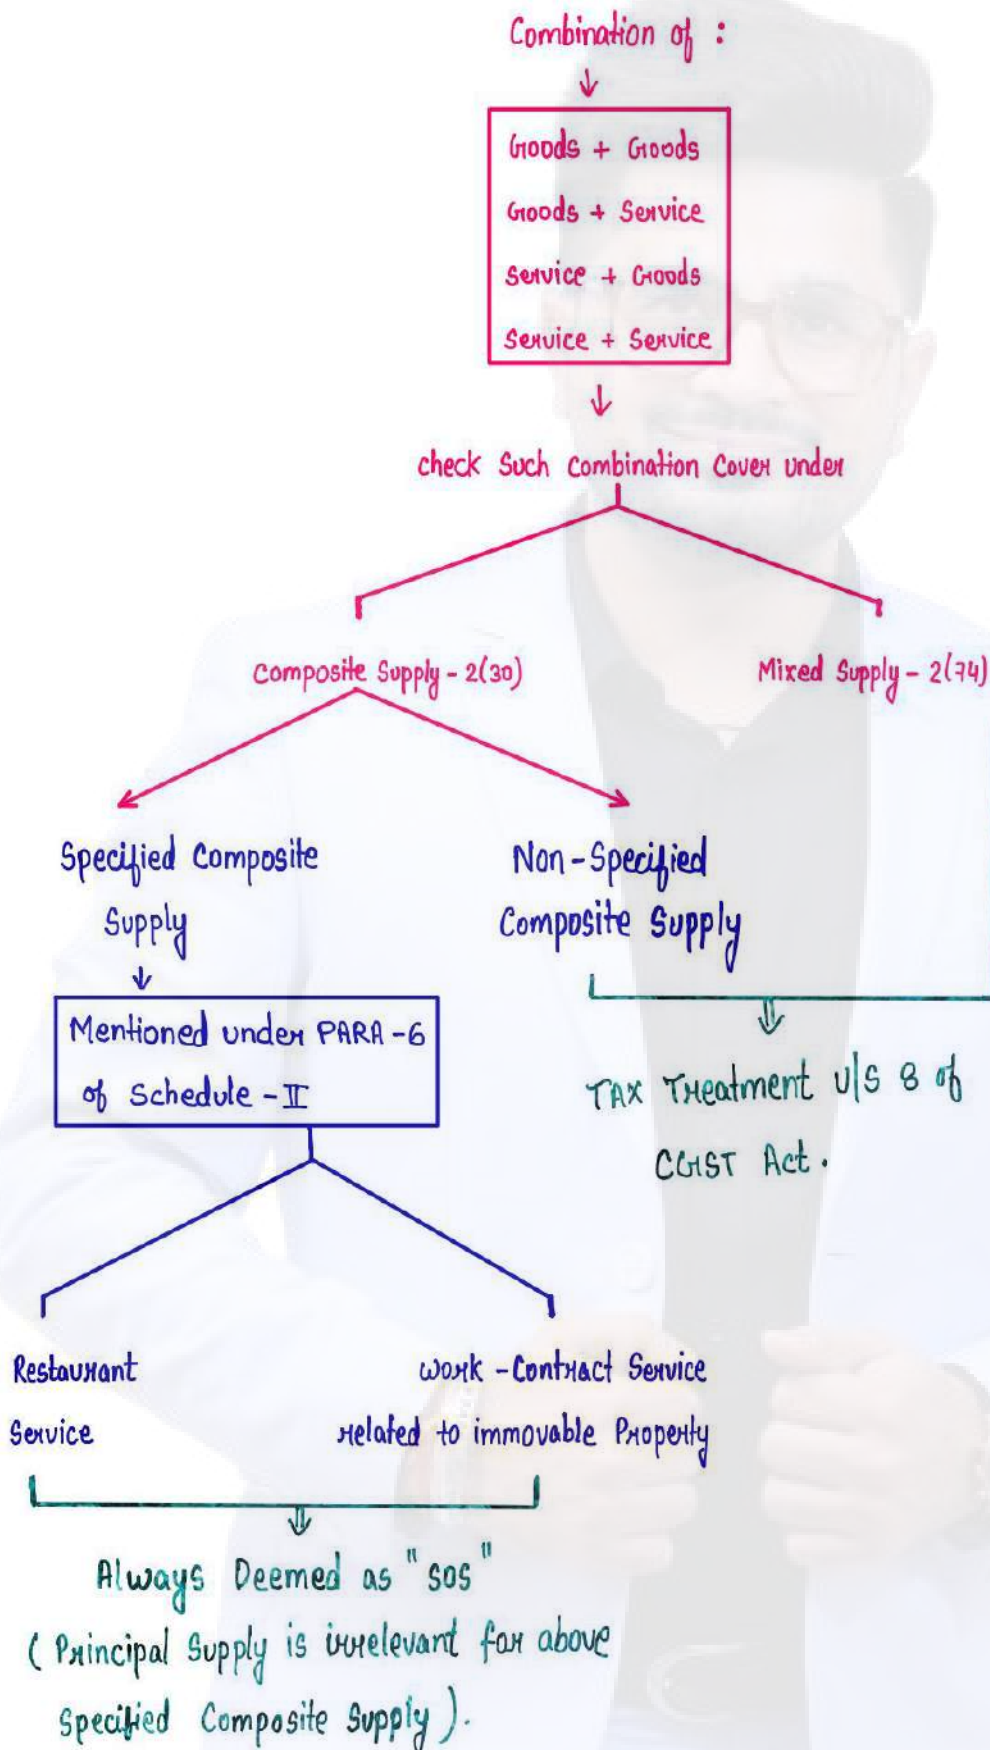 Combination of :
↓
Goods + Goods
Goods + Service
Service + Goods
Service + Service
↓
check Such Combination Cover under
Composite Supply - 2(30)
Mixed Supply - 2(74)
Specified Composite
Supply
↓
Mentioned under PARA - 6
of Schedule - II
Non - Specified
Composite Supply
⇓
TAX Treatment U/S 8 of
CGST Act.
Restaurant
Service
Work - Contract Service
related to immovable Property
⇓
Always Deemed as "SOS"
( Principal Supply is irrelevant for above
Specified Composite Supply ).